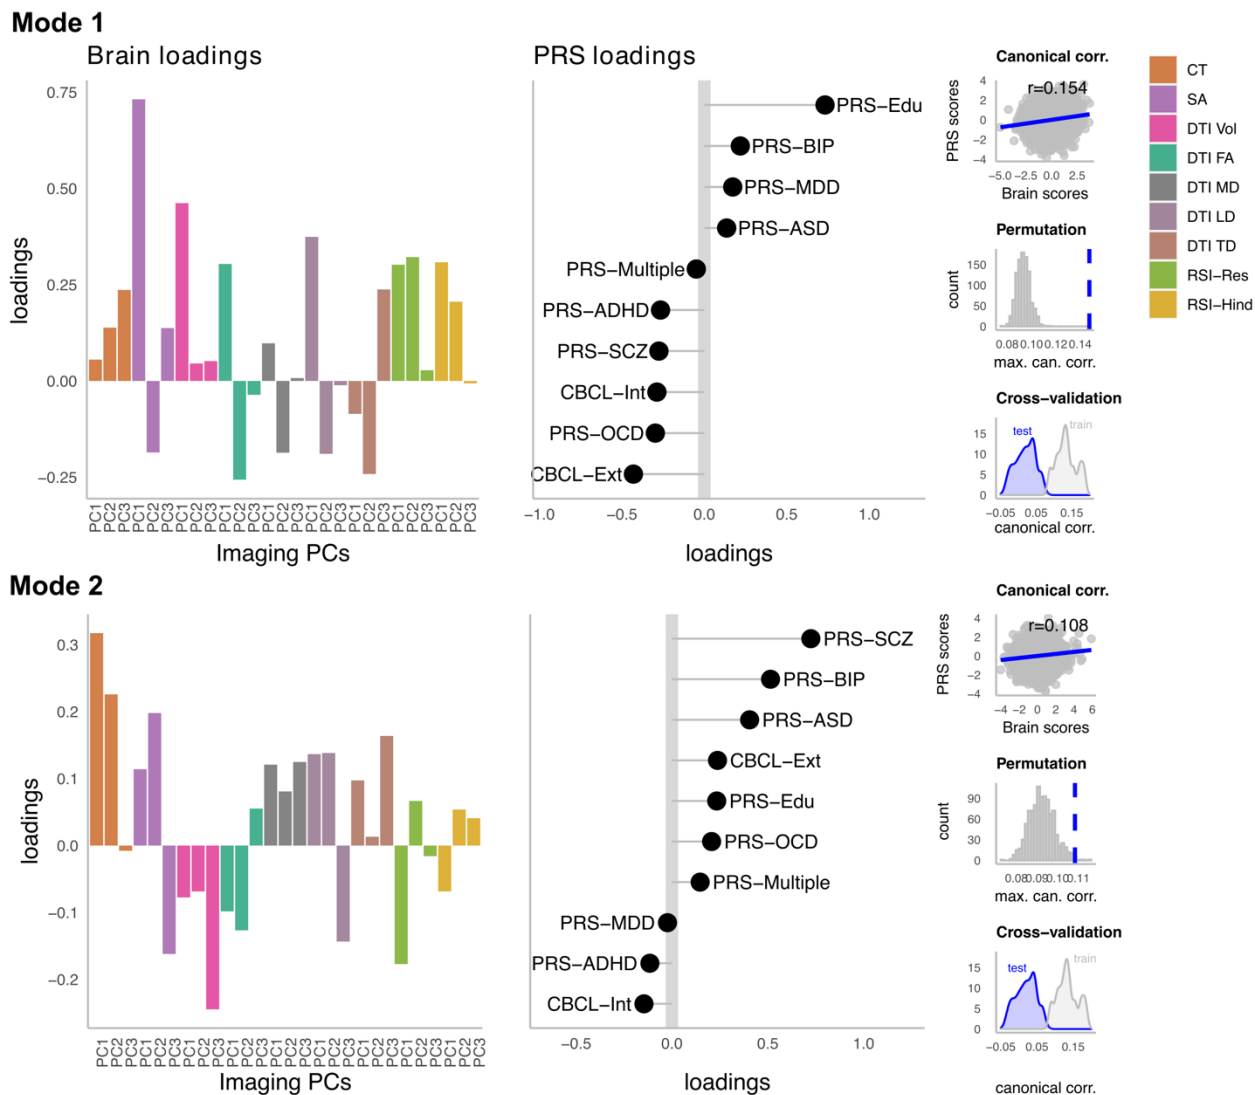 Mode 1
Brain loadings
0.75
0.50
0.25
0.00
−0.25
loadings
PC1 PC2 PC3 PC1 PC2 PC3 PC1 PC2 PC3 PC1 PC2 PC3 PC1 PC2 PC3 PC1 PC2 PC3 PC1 PC2 PC3 PC1 PC2 PC3 PC1 PC2 PC3
Imaging PCs
PRS loadings
PRS−Edu
PRS−BIP
PRS−MDD
PRS−ASD
PRS−Multiple
PRS−ADHD
PRS−SCZ
CBCL−Int
PRS−OCD
CBCL−Ext
−1.0 −0.5 0.0 0.5 1.0
loadings
Canonical corr.
r=0.154
PRS scores
4
2
0
−2
−4
−5.0 −2.5 0.0 2.5
Brain scores
Permutation
count
150
100
50
0
0.08 0.10 0.12 0.14
max. can. corr.
Cross−validation
test
train
15
10
5
0
−0.05 0.05 0.15
canonical corr.
CT
SA
DTI Vol
DTI FA
DTI MD
DTI LD
DTI TD
RSI−Res
RSI−Hind
Mode 2
0.3
0.2
0.1
0.0
−0.1
−0.2
loadings
PC1 PC2 PC3 PC1 PC2 PC3 PC1 PC2 PC3 PC1 PC2 PC3 PC1 PC2 PC3 PC1 PC2 PC3 PC1 PC2 PC3 PC1 PC2 PC3 PC1 PC2 PC3
Imaging PCs
PRS−SCZ
PRS−BIP
PRS−ASD
CBCL−Ext
PRS−Edu
PRS−OCD
PRS−Multiple
PRS−MDD
PRS−ADHD
CBCL−Int
−0.5 0.0 0.5 1.0
loadings
Canonical corr.
r=0.108
PRS scores
4
2
0
−2
−4
−4 −2 0 2 4 6
Brain scores
Permutation
count
90
60
30
0
0.08 0.09 0.10 0.11
max. can. corr.
Cross−validation
test
train
15
10
5
0
−0.05 0.05 0.15
canonical corr.